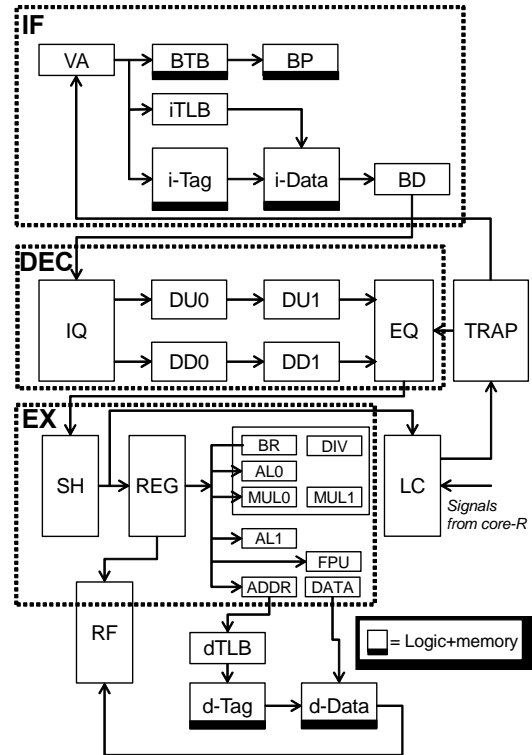 IF
VA
BTB
BP
iTLB
i-Tag
i-Data
BD
DEC
IQ
DU0
DU1
EQ
TRAP
DD0
DD1
EX
SH
REG
BR
DIV
AL0
MUL0
MUL1
AL1
FPU
ADDR
DATA
LC
Signals
from core-R
RF
dTLB
= Logic+memory
d-Tag
d-Data